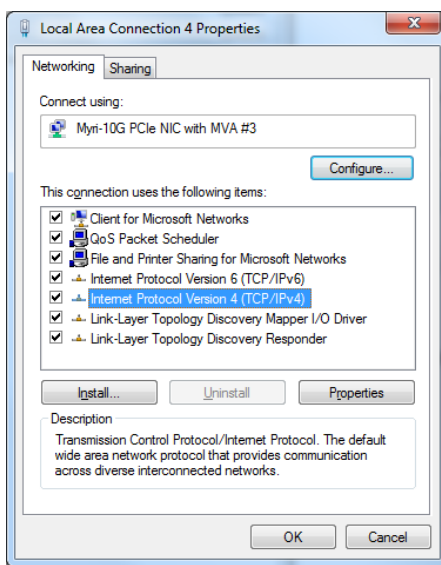 Local Area Connection 4 Properties
Networking
Sharing
Connect using:
Myri-10G PCIe NIC with MVA #3
Configure...
This connection uses the following items:
Client for Microsoft Networks
QoS Packet Scheduler
File and Printer Sharing for Microsoft Networks
Internet Protocol Version 6 (TCP/IPv6)
Internet Protocol Version 4 (TCP/IPv4)
Link-Layer Topology Discovery Mapper I/O Driver
Link-Layer Topology Discovery Responder
Install...
Uninstall
Properties
Description
Transmission Control Protocol/Internet Protocol. The default
wide area network protocol that provides communication
across diverse interconnected networks.
OK
Cancel